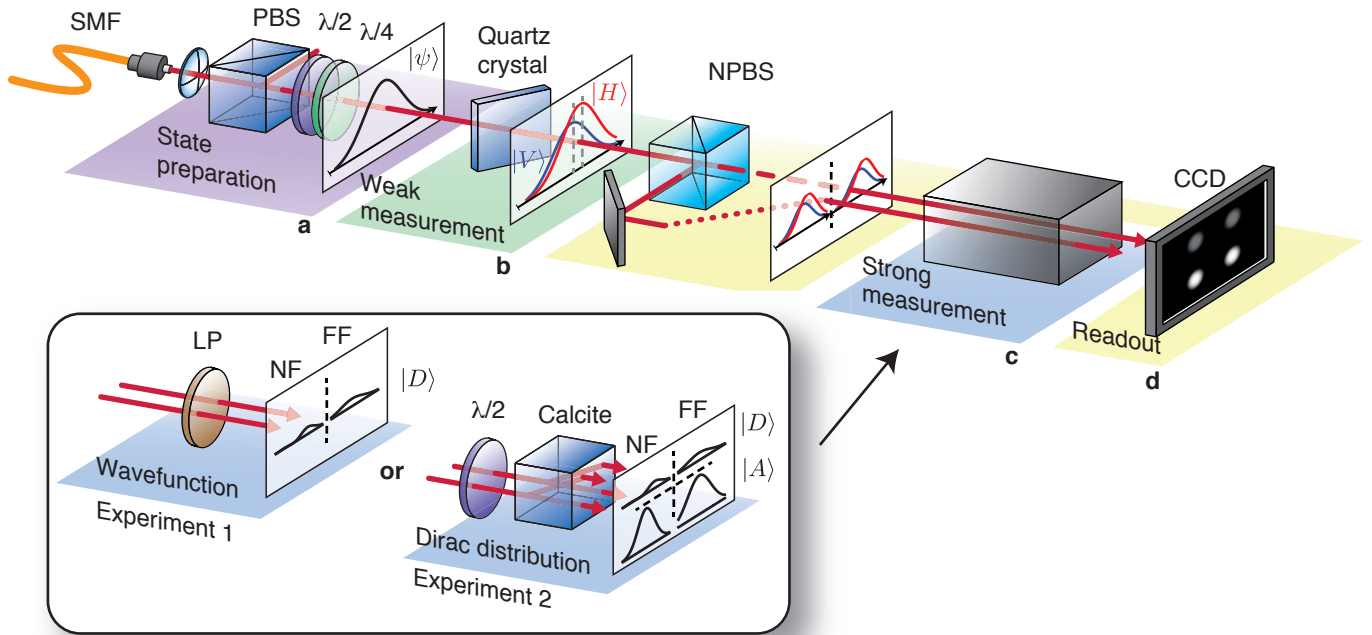 SMF
PBS
λ/2
λ/4
|ψ⟩
State
preparation
a
Quartz
crystal
|H⟩
|V⟩
Weak
measurement
b
NPBS
Strong
measurement
c
CCD
Readout
d
LP
NF
FF
|D⟩
Wavefunction
Experiment 1
or
λ/2
Calcite
NF
FF
|D⟩
|A⟩
Dirac distribution
Experiment 2